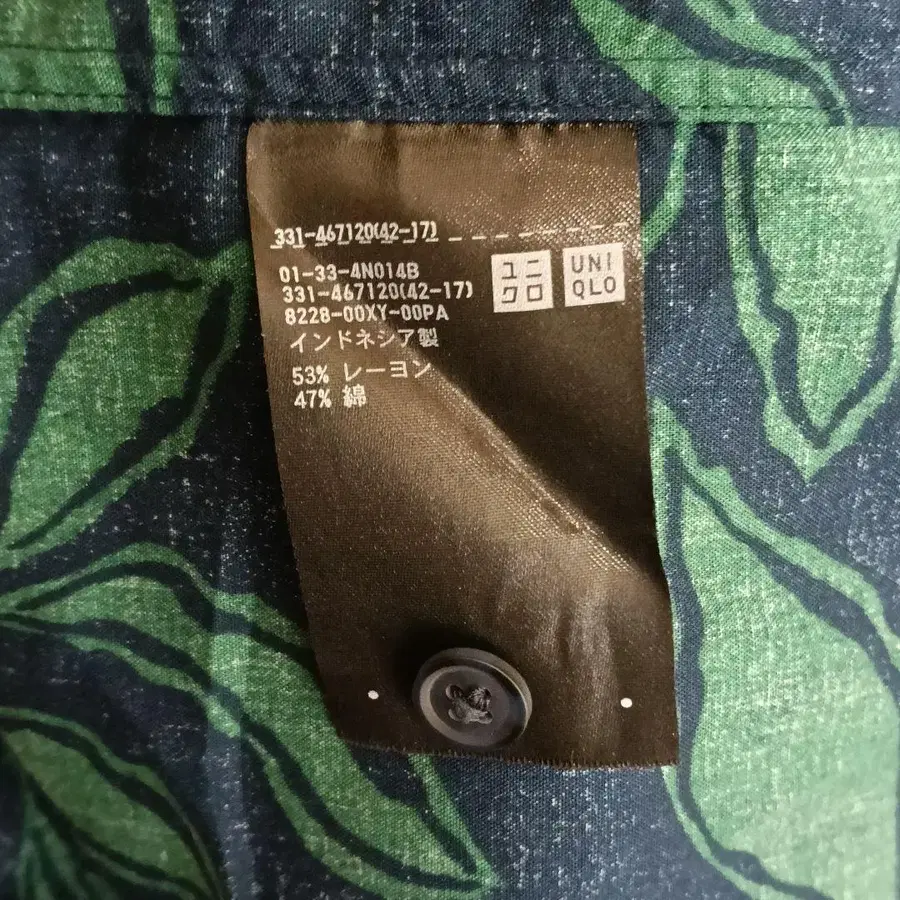 331-467120(42-17)
01-33-4N014B
331-467120(42-17)
8228-00XY-00PA
インドネシア製
53% レーヨン
47% 綿
ユニ
クロ
UNI
QLO